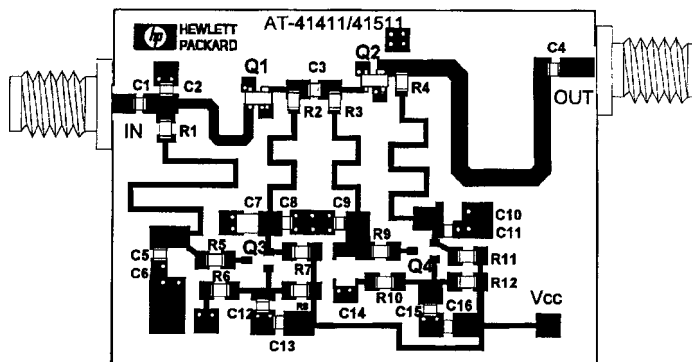 AT-41411/41511
hp HEWLETT
PACKARD
Q1
Q2
C3
C4
C1
C2
R2
R3
R4
IN
R1
OUT
C7
C8
C9
C10
C11
C5
R5
Q3
R9
C6
R7
Q4
R11
R6
R10
R12
C12
R8
C14
C15
C16
Vcc
C13